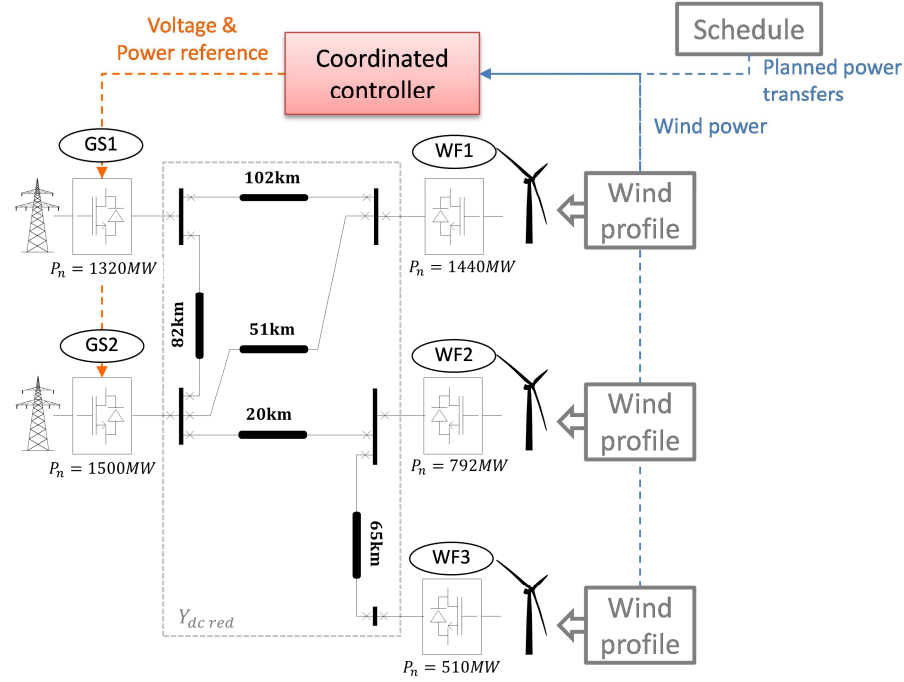 Voltage &
Power reference
Coordinated
controller
Schedule
Planned power
transfers
Wind power
GS1
WF1
102km
Wind
profile
P_n = 1320MW
P_n = 1440MW
82km
51km
GS2
WF2
20km
Wind
profile
P_n = 1500MW
P_n = 792MW
65km
WF3
Wind
profile
Y_dc red
P_n = 510MW